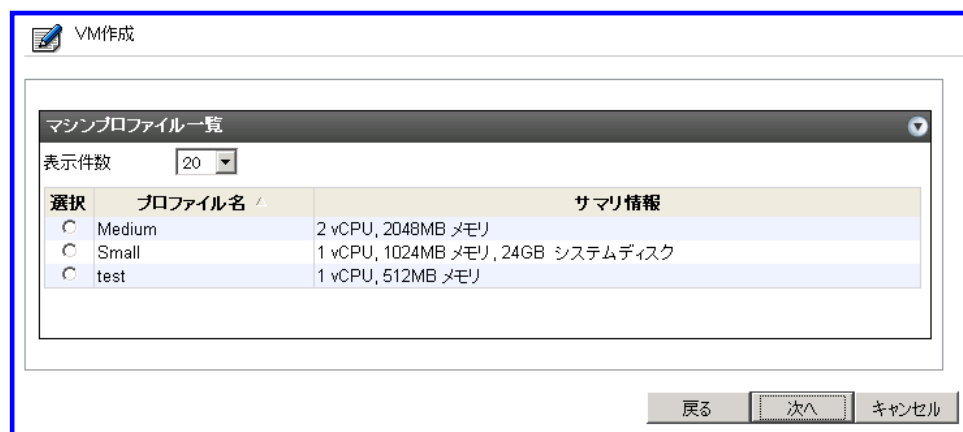 VM作成
マシンプロファイル一覧
表示件数 20
選択 プロファイル名 サマリ情報
Medium 2 vCPU, 2048MB メモリ
Small 1 vCPU, 1024MB メモリ, 24GB システムディスク
test 1 vCPU, 512MB メモリ
戻る 次へ キャンセル